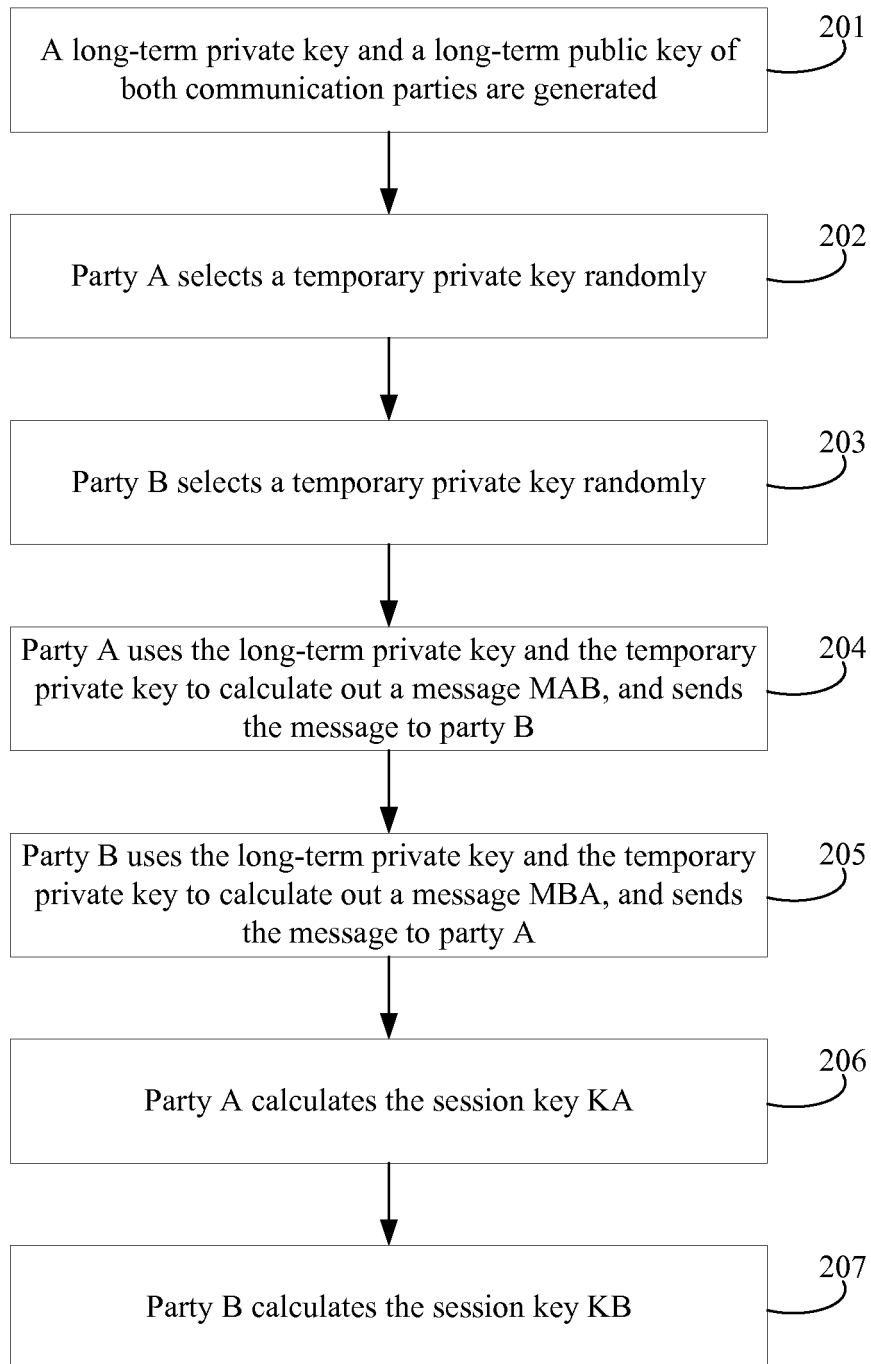 201
A long-term private key and a long-term public key of
both communication parties are generated
202
Party A selects a temporary private key randomly
203
Party B selects a temporary private key randomly
204
Party A uses the long-term private key and the temporary
private key to calculate out a message MAB, and sends
the message to party B
205
Party B uses the long-term private key and the temporary
private key to calculate out a message MBA, and sends
the message to party A
206
Party A calculates the session key KA
207
Party B calculates the session key KB